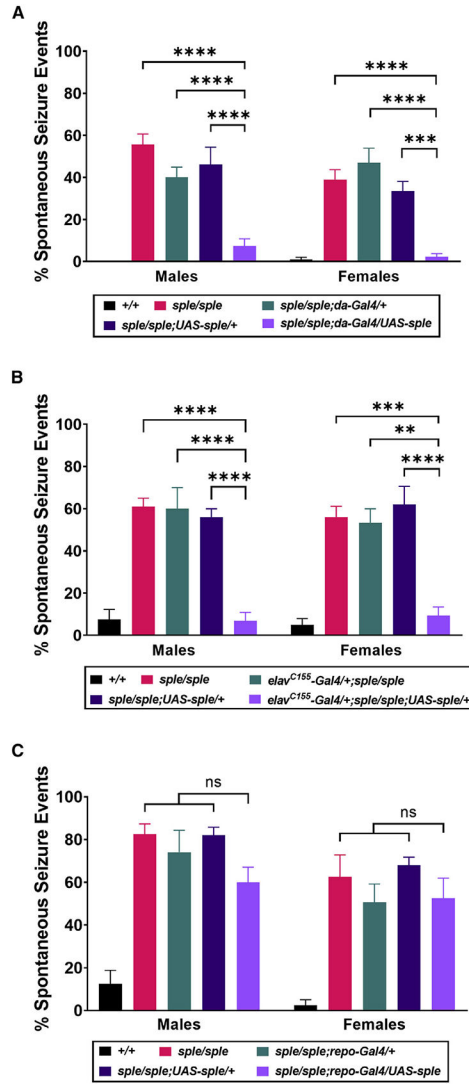 A
% Spontaneous Seizure Events
100
80
60
40
20
0
**** **** ****
**** **** ***
Males Females
+/+ sple/sple sple/sple;da-Gal4/+
sple/sple;UAS-sple/+ sple/sple;da-Gal4/UAS-sple
B
% Spontaneous Seizure Events
100
80
60
40
20
0
**** **** ****
*** ** ****
Males Females
+/+ sple/sple elav^C155-Gal4/+;sple/sple
sple/sple;UAS-sple/+ elav^C155-Gal4/+;sple/sple;UAS-sple/+
C
% Spontaneous Seizure Events
100
80
60
40
20
0
ns ns
Males Females
+/+ sple/sple sple/sple;repo-Gal4/+
sple/sple;UAS-sple/+ sple/sple;repo-Gal4/UAS-sple